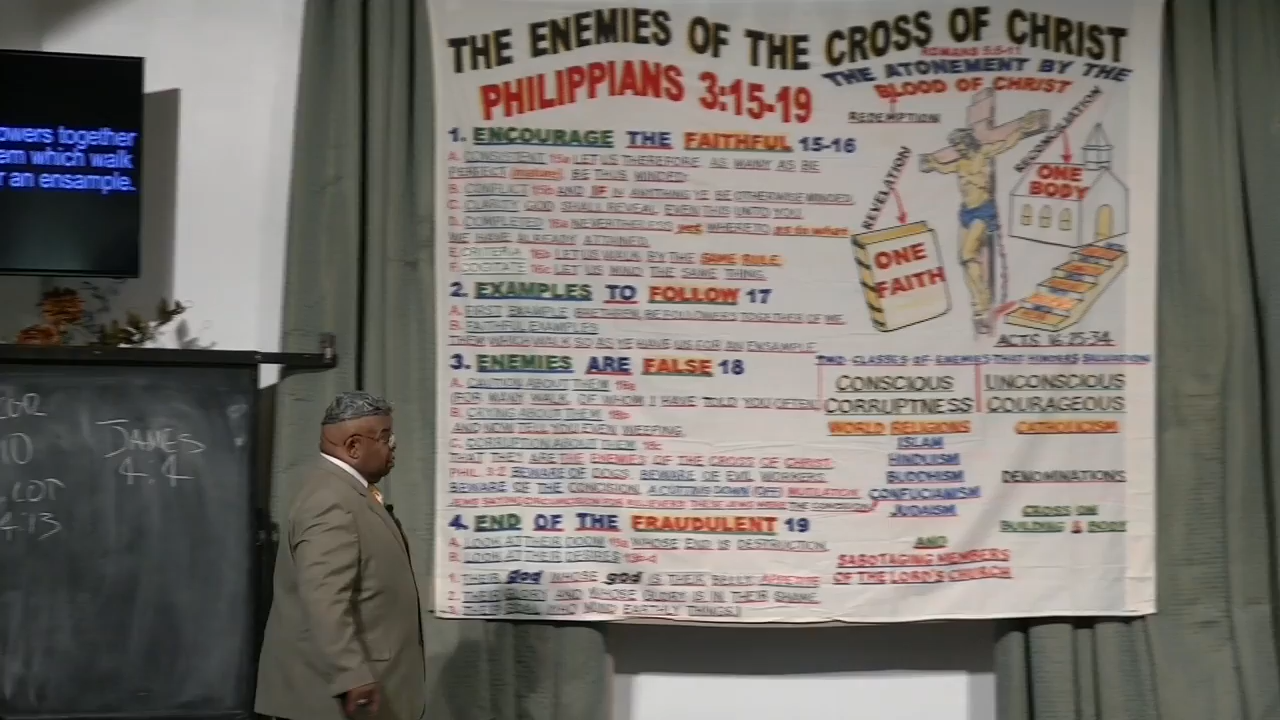 owers together
em which walk
r an ensample.
JAMES
4:4
4:13
THE ENEMIES OF THE CROSS OF CHRIST
PHILIPPIANS 3:15-19
ROMANS 5:6-11
THE ATONEMENT BY THE
BLOOD OF CHRIST
REDEMPTION
RECONCILIATION
REVELATION
ONE
BODY
ONE
FAITH
ACTS 16:25-34
1. ENCOURAGE THE FAITHFUL 15-16
A. CONSISTENT 15a LET US THEREFORE AS MANY AS BE
PERFECT (mature) BE THUS MINDED:
B. CONFLICT 15b AND IF IN ANYTHING YE BE OTHERWISE MINDED,
C. CLARITY GOD SHALL REVEAL EVEN THIS UNTO YOU.
D. COMPLETED 16a NEVERTHELESS yet WHERETO
WE HAVE ALREADY ATTAINED,
E. CRITERIA 16b LET US WALK BY THE SAME RULE,
F. COGITATE 16c LET US MIND THE SAME THING.
2. EXAMPLES TO FOLLOW 17
A. FIRST EXAMPLE BRETHREN, BE FOLLOWERS TOGETHER OF ME,
B. FAITHFUL EXAMPLES
THEM WHICH WALK SO AS YE HAVE US FOR AN ENSAMPLE.
3. ENEMIES ARE FALSE 18
A. CAUTION ABOUT THEM 18a
(FOR MANY WALK, OF WHOM I HAVE TOLD YOU OFTEN,
B. CRYING ABOUT THEM 18b
AND NOW TELL YOU EVEN WEEPING,
C. CORRUPTION ABOUT THEM 18c
THAT THEY ARE THE ENEMIES OF THE CROSS OF CHRIST:
PHIL. 3:2 BEWARE OF DOGS, BEWARE OF EVIL WORKERS,
BEWARE OF THE CONCISION. A CUTTING DOWN (OFF) MUTILATION
4. END OF THE FRAUDULENT 19
A. LOOK AT THEIR DOOM 19a WHOSE END IS DESTRUCTION,
B. LOOK AT THEIR DESIRES 19b-d
1. THEIR god WHOSE god IS THEIR BELLY, APPETITE
2. AND WHOSE GLORY IS IN THEIR SHAME,
3. WHO MIND EARTHLY THINGS.)
TWO CLASSES OF ENEMIES THAT HINDERS SALVATION
CONSCIOUS
CORRUPTNESS
WORLD RELIGIONS
ISLAM
HINDUISM
BUDDHISM
CONFUCIANISM
JUDAISM
UNCONSCIOUS
COURAGEOUS
CATHOLICISM
DENOMINATIONS
CROSS ON
BUILDING & BODY
AND
SABOTAGING MEMBERS
OF THE LORD'S CHURCH